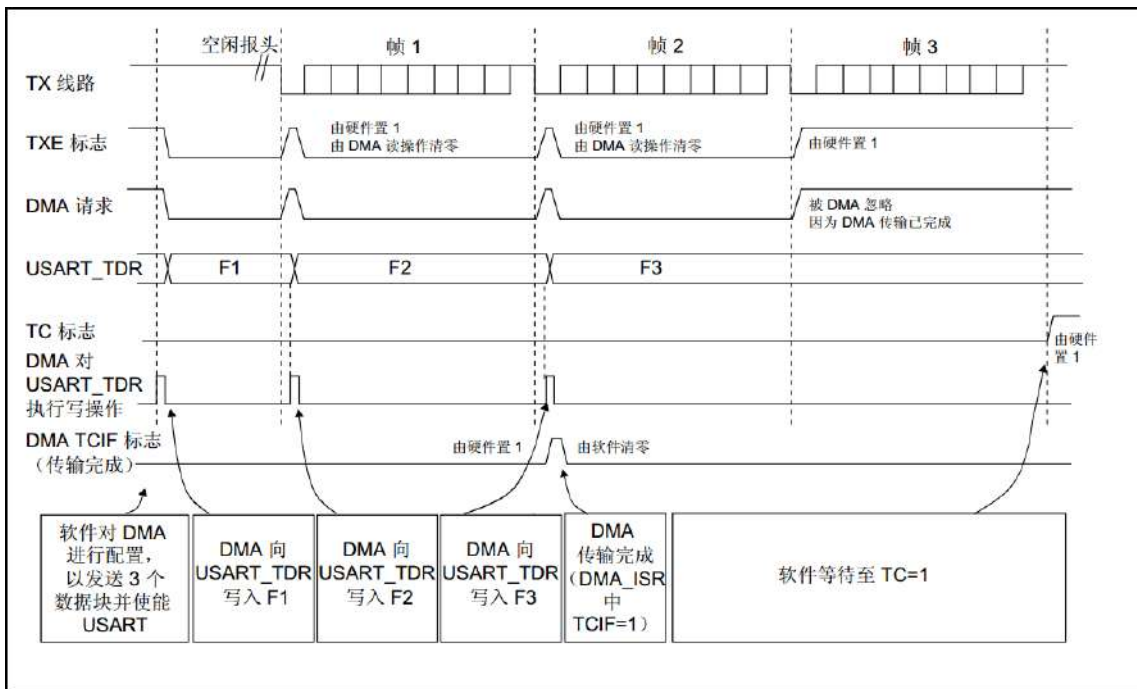 空闲报头
帧 1
帧 2
帧 3
TX 线路
TXE 标志
由硬件置 1
由 DMA 读操作清零
由硬件置 1
由 DMA 读操作清零
由硬件置 1
DMA 请求
被 DMA 忽略
因为 DMA 传输已完成
USART_TDR
F1
F2
F3
TC 标志
由硬件
置 1
DMA 对
USART_TDR
执行写操作
DMA TCIF 标志
（传输完成）
由硬件置 1
由软件清零
软件对 DMA
进行配置，
以发送 3 个
数据块并使能
USART
DMA 向
USART_TDR
写入 F1
DMA 向
USART_TDR
写入 F2
DMA 向
USART_TDR
写入 F3
DMA
传输完成
（DMA_ISR
中
TCIF=1）
软件等待至 TC=1